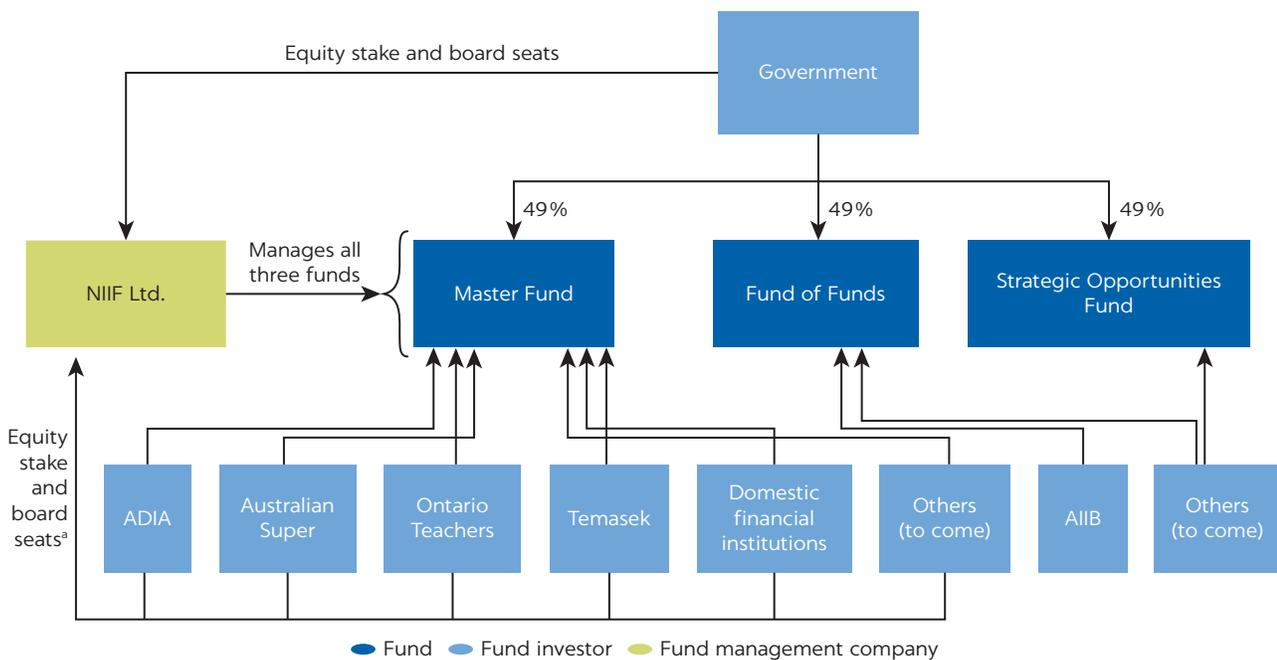 Equity stake and board seats
Government
49%
49%
49%
NIIF Ltd.
Manages all
three funds
Master Fund
Fund of Funds
Strategic Opportunities
Fund
Equity
stake
and
board
seatsᵃ
ADIA
Australian
Super
Ontario
Teachers
Temasek
Domestic
financial
institutions
Others
(to come)
AIIB
Others
(to come)
Fund
Fund investor
Fund management company